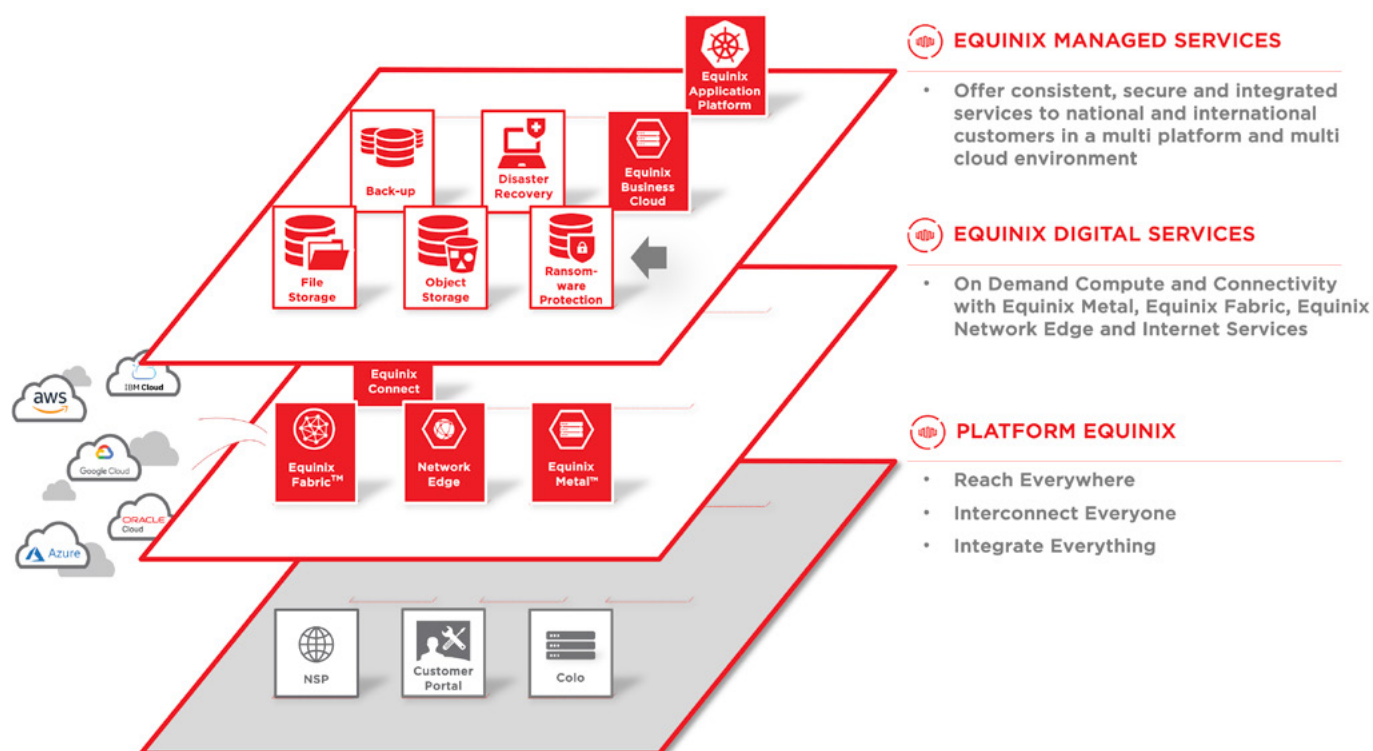 Equinix
Application
Platform
Back-up
Disaster
Recovery
Equinix
Business
Cloud
File
Storage
Object
Storage
Ransom-
ware
Protection
Equinix
Connect
Equinix
Fabric™
Network
Edge
Equinix
Metal™
aws
IBM Cloud
Google Cloud
ORACLE
Cloud
Azure
NSP
Customer
Portal
Colo
EQUINIX MANAGED SERVICES
• Offer consistent, secure and integrated
services to national and international
customers in a multi platform and multi
cloud environment
EQUINIX DIGITAL SERVICES
• On Demand Compute and Connectivity
with Equinix Metal, Equinix Fabric, Equinix
Network Edge and Internet Services
PLATFORM EQUINIX
• Reach Everywhere
• Interconnect Everyone
• Integrate Everything